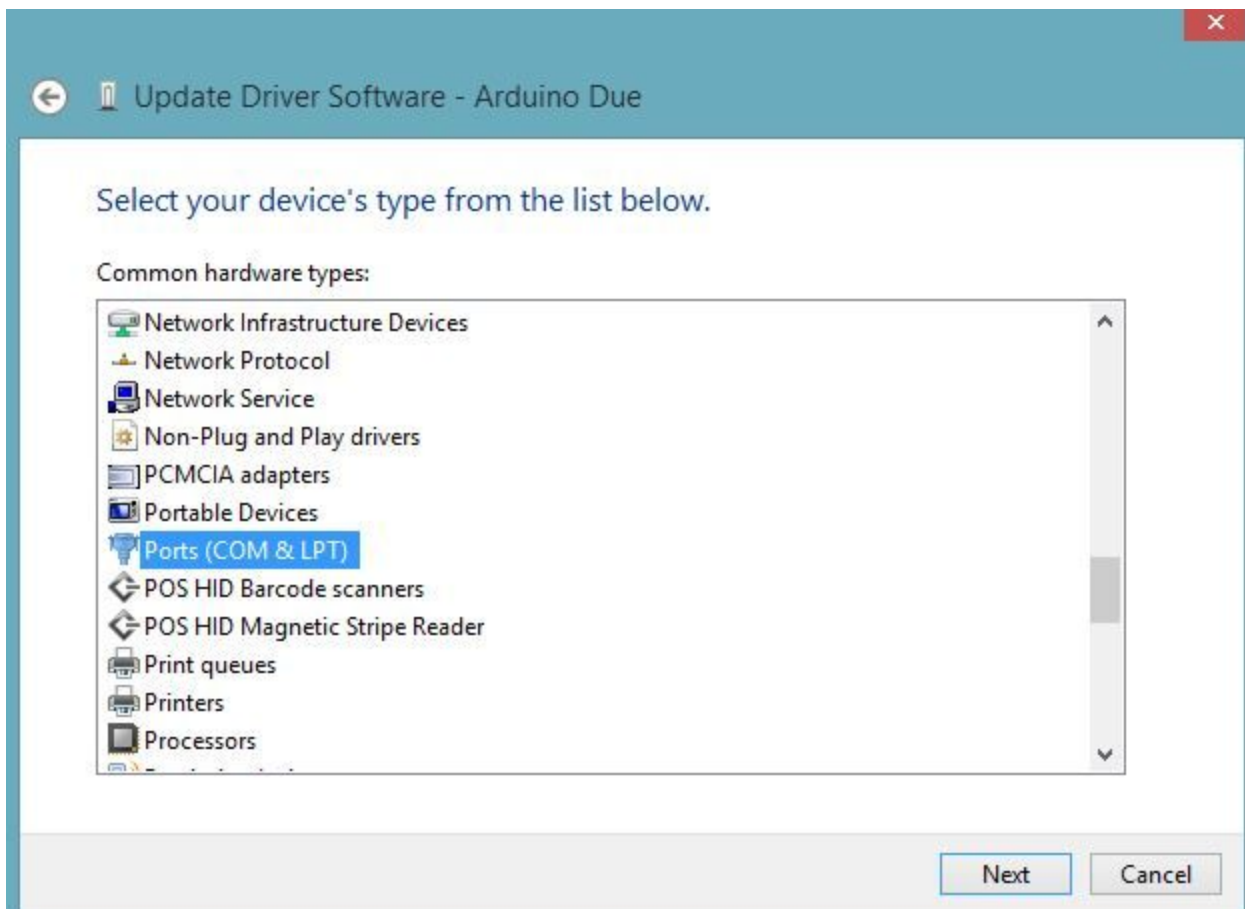 Update Driver Software - Arduino Due
Select your device's type from the list below.
Common hardware types:
Network Infrastructure Devices
Network Protocol
Network Service
Non-Plug and Play drivers
PCMCIA adapters
Portable Devices
Ports (COM & LPT)
POS HID Barcode scanners
POS HID Magnetic Stripe Reader
Print queues
Printers
Processors
Next
Cancel